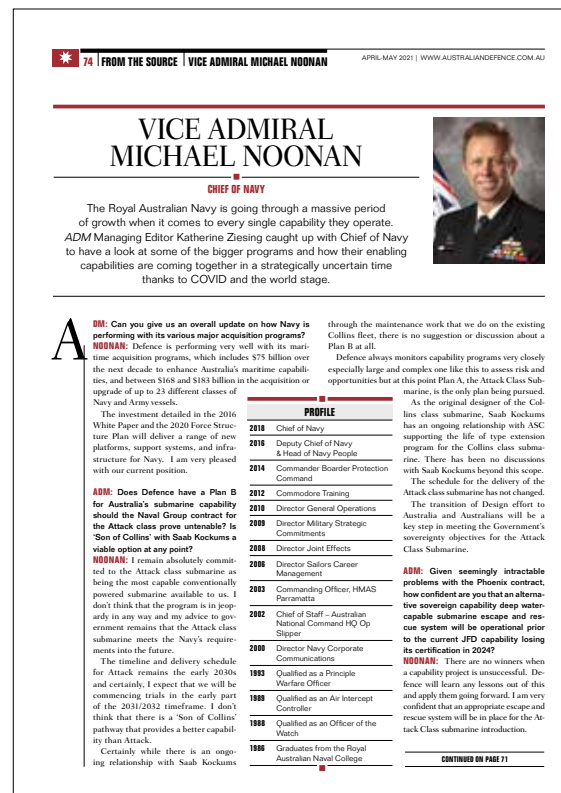 74 FROM THE SOURCE VICE ADMIRAL MICHAEL NOONAN
APRIL-MAY 2021 | WWW.AUSTRALIANDEFENCE.COM.AU
VICE ADMIRAL
MICHAEL NOONAN
CHIEF OF NAVY
The Royal Australian Navy is going through a massive period
of growth when it comes to every single capability they operate.
ADM Managing Editor Katherine Ziesing caught up with Chief of Navy
to have a look at some of the bigger programs and how their enabling
capabilities are coming together in a strategically uncertain time
thanks to COVID and the world stage.
ADM: Can you give us an overall update on how Navy is
performing with its various major acquisition programs?
NOONAN: Defence is performing very well with its mari-
time acquisition programs, which includes $75 billion over
the next decade to enhance Australia's maritime capabili-
ties, and between $168 and $183 billion in the acquisition or
upgrade of up to 23 different classes of
Navy and Army vessels.
The investment detailed in the 2016
White Paper and the 2020 Force Struc-
ture Plan will deliver a range of new
platforms, support systems, and infra-
structure for Navy. I am very pleased
with our current position.
ADM: Does Defence have a Plan B
for Australia's submarine capability
should the Naval Group contract for
the Attack class prove untenable? Is
'Son of Collins' with Saab Kockums a
viable option at any point?
NOONAN: I remain absolutely commit-
ted to the Attack class submarine as
being the most capable conventionally
powered submarine available to us. I
don't think that the program is in jeop-
ardy in any way and my advice to gov-
ernment remains that the Attack class
submarine meets the Navy's require-
ments into the future.
The timeline and delivery schedule
for Attack remains the early 2030s
and certainly, I expect that we will be
commencing trials in the early part
of the 2031/2032 timeframe. I don't
think that there is a 'Son of Collins'
pathway that provides a better capabil-
ity than Attack.
Certainly while there is an ongo-
ing relationship with Saab Kockums
through the maintenance work that we do on the existing
Collins fleet, there is no suggestion or discussion about a
Plan B at all.
Defence always monitors capability programs very closely
especially large and complex one like this to assess risk and
opportunities but at this point Plan A, the Attack Class Sub-
marine, is the only plan being pursued.
As the original designer of the Col-
lins class submarine, Saab Kockums
has an ongoing relationship with ASC
supporting the life of type extension
program for the Collins class subma-
rine. There has been no discussions
with Saab Kockums beyond this scope.
The schedule for the delivery of the
Attack class submarine has not changed.
The transition of Design effort to
Australia and Australians will be a
key step in meeting the Government's
sovereignty objectives for the Attack
Class Submarine.
ADM: Given seemingly intractable
problems with the Phoenix contract,
how confident are you that an alterna-
tive sovereign capability deep water-
capable submarine escape and res-
cue system will be operational prior
to the current JFD capability losing
its certification in 2024?
NOONAN: There are no winners when
a capability project is unsuccessful. De-
fence will learn any lessons out of this
and apply them going forward. I am very
confident that an appropriate escape and
rescue system will be in place for the At-
tack Class submarine introduction.
CONTINUED ON PAGE 71
PROFILE
2018 Chief of Navy
2016 Deputy Chief of Navy
& Head of Navy People
2014 Commander Boarder Protection
Command
2012 Commodore Training
2010 Director General Operations
2009 Director Military Strategic
Commitments
2008 Director Joint Effects
2006 Director Sailors Career
Management
2003 Commanding Officer, HMAS
Parramatta
2002 Chief of Staff – Australian
National Command HQ Op
Slipper
2000 Director Navy Corporate
Communications
1993 Qualified as a Principle
Warfare Officer
1989 Qualified as an Air Intercept
Controller
1988 Qualified as an Officer of the
Watch
1986 Graduates from the Royal
Australian Naval College